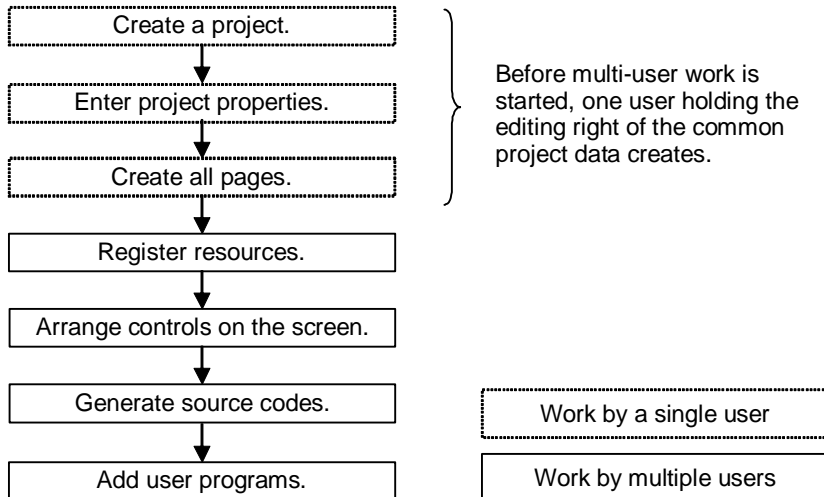 Create a project.
Enter project properties.
Create all pages.
Before multi-user work is
started, one user holding the
editing right of the common
project data creates.
Register resources.
Arrange controls on the screen.
Generate source codes.
Add user programs.
Work by a single user
Work by multiple users